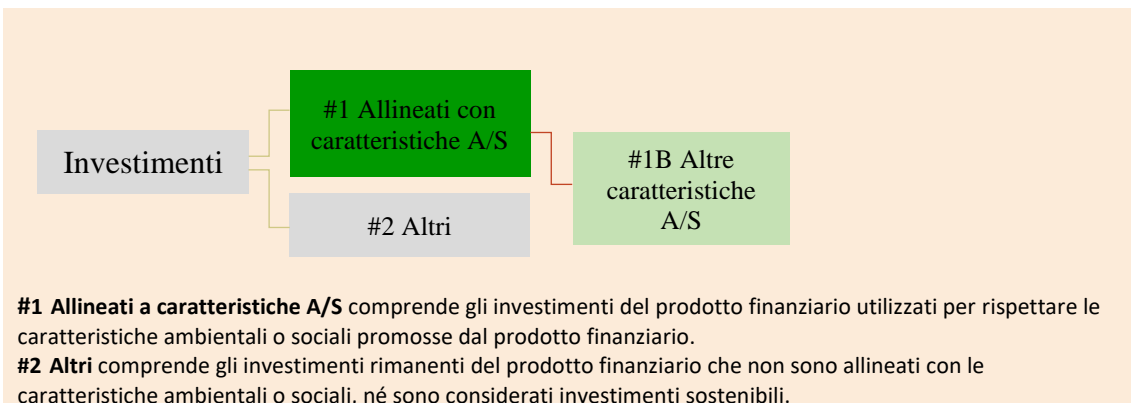 #1 Allineati con
caratteristiche A/S
Investimenti
#1B Altre
caratteristiche
A/S
#2 Altri
#1 Allineati a caratteristiche A/S comprende gli investimenti del prodotto finanziario utilizzati per rispettare le
caratteristiche ambientali o sociali promosse dal prodotto finanziario.
#2 Altri comprende gli investimenti rimanenti del prodotto finanziario che non sono allineati con le
caratteristiche ambientali o sociali, né sono considerati investimenti sostenibili.